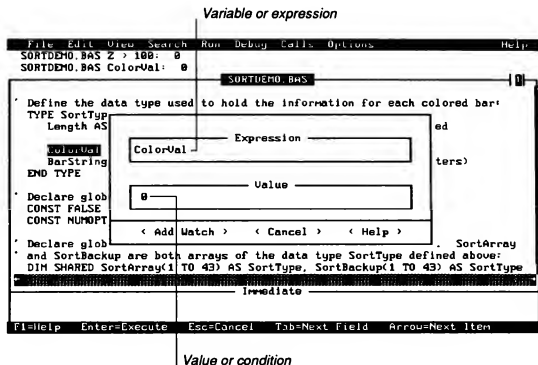 Variable or expression
File Edit View Search Run Debug Calls Options Help
SORTDEMO.BAS Z > 100: 0
SORTDEMO.BAS ColorVal: 0
SORTDEMO.BAS
' Define the data type used to hold the information for each colored bar:
TYPE SortTyp
Length AS ed
ColorVal
BarString ters)
END TYPE
' Declare glob
CONST FALSE
CONST NUMOPT
' Declare glob . SortArray
' and SortBackup are both arrays of the data type SortType defined above:
DIM SHARED SortArray(1 TO 43) AS SortType, SortBackup(1 TO 43) AS SortType
Expression
ColorVal
Value
0
< Add Watch > < Cancel > < Help >
Immediate
F1=Help Enter=Execute Esc=Cancel Tab=Next Field Arrow=Next Item
Value or condition